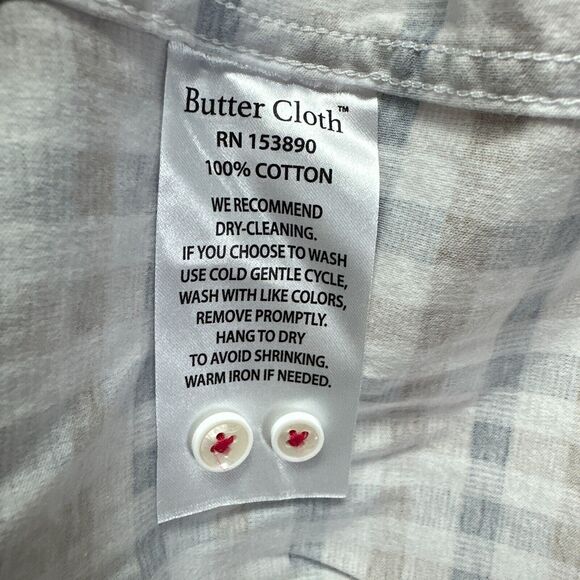 Butter Cloth™
RN 153890
100% COTTON
WE RECOMMEND
DRY-CLEANING.
IF YOU CHOOSE TO WASH
USE COLD GENTLE CYCLE,
WASH WITH LIKE COLORS,
REMOVE PROMPTLY.
HANG TO DRY
TO AVOID SHRINKING.
WARM IRON IF NEEDED.